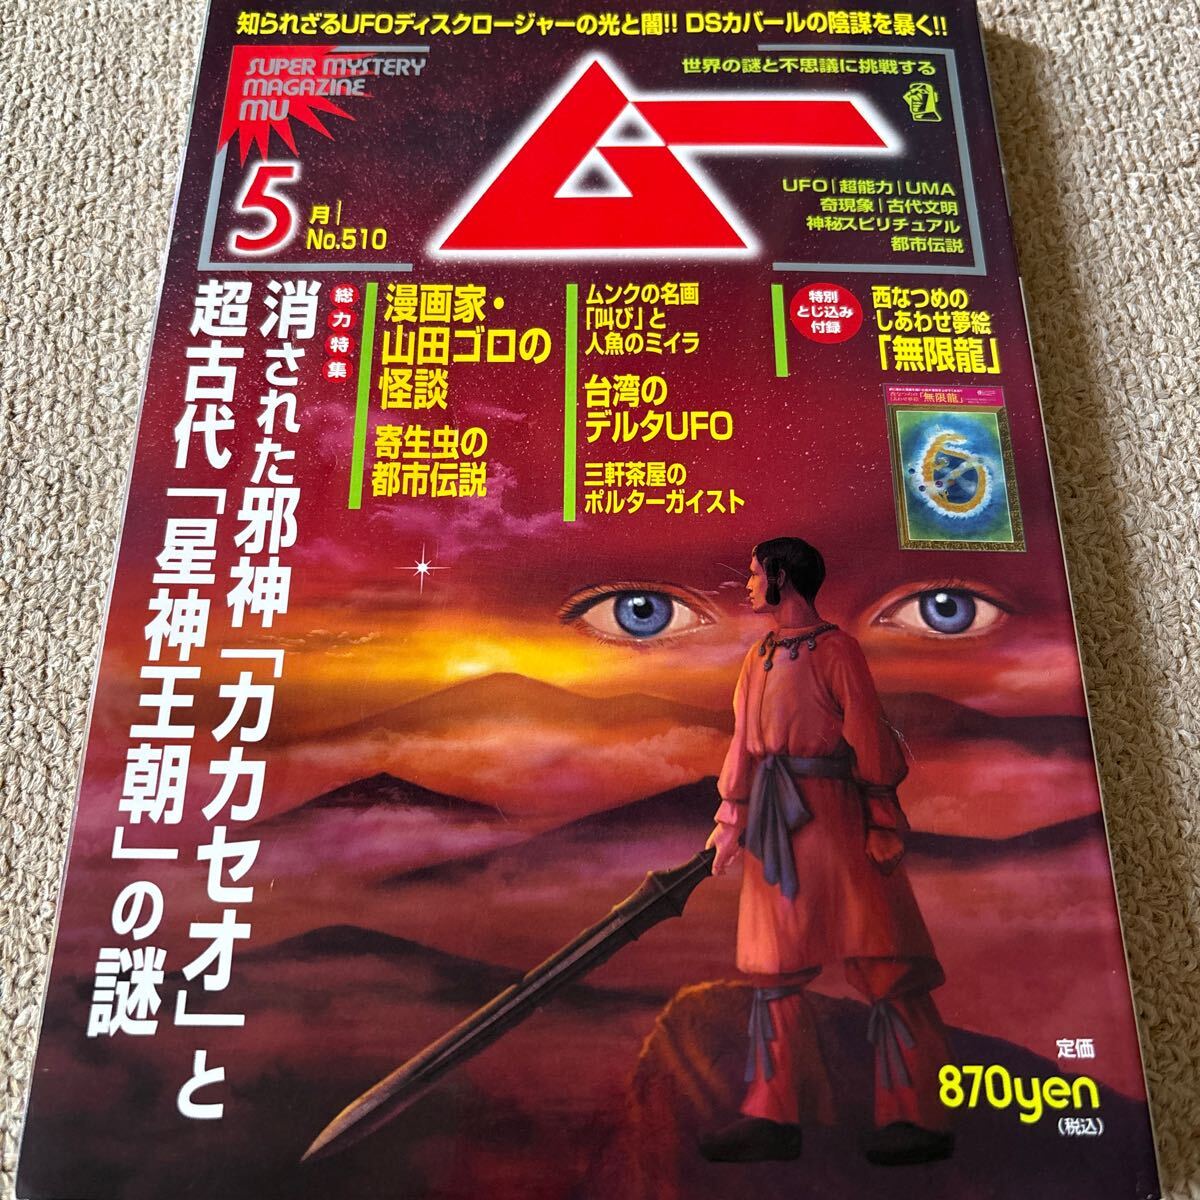 知られざるUFOディスクロージャーの光と闇!! DSカバールの陰謀を暴く!!
SUPER MYSTERY
MAGAZINE
MU
ムー
世界の謎と不思議に挑戦する
5
月
No.510
UFO|超能力|UMA
奇現象|古代文明
神秘スピリチュアル
都市伝説
総力特集
消された邪神「カカセオ」と
超古代「星神王朝」の謎
漫画家・
山田ゴロの
怪談
寄生虫の
都市伝説
ムンクの名画
「叫び」と
人魚のミイラ
台湾の
デルタUFO
三軒茶屋の
ポルターガイスト
特別
とじ込み
付録
西なつめの
しあわせ夢絵
「無限龍」
「無限龍」
定価
870yen
(税込)